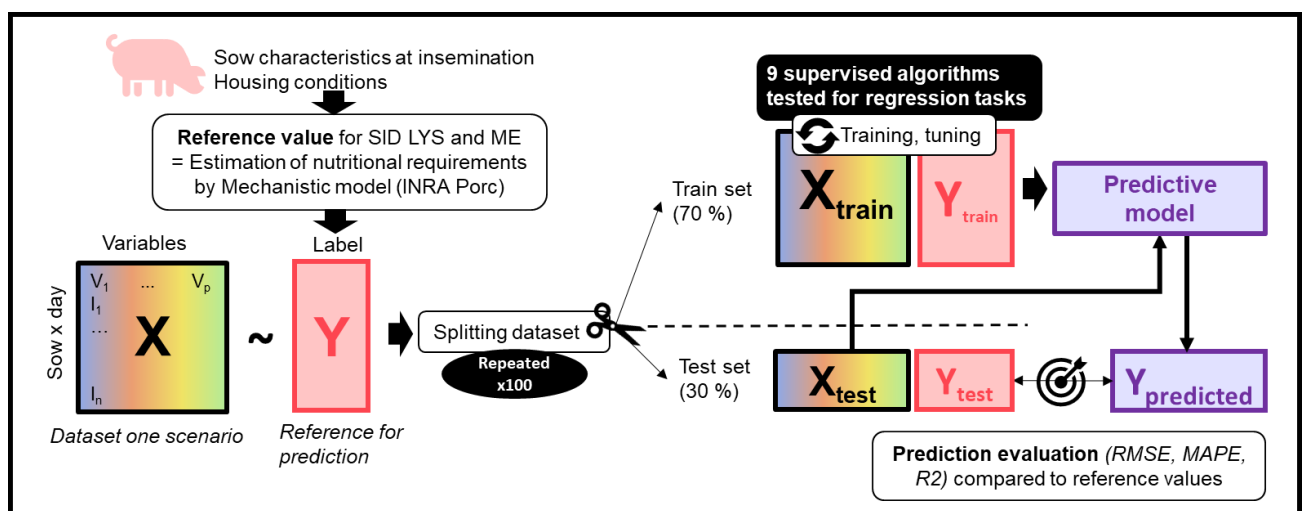 Sow characteristics at insemination
Housing conditions
Reference value for SID LYS and ME
= Estimation of nutritional requirements
by Mechanistic model (INRA Porc)
Variables
Label
Sow x day
V1 ... Vp
I1
...
In
X
~
Y
Dataset one scenario
Reference for
prediction
Splitting dataset
Repeated
x100
Train set
(70 %)
Test set
(30 %)
9 supervised algorithms
tested for regression tasks
Training, tuning
Xtrain
Ytrain
Predictive
model
Xtest
Ytest
Ypredicted
Prediction evaluation (RMSE, MAPE,
R2) compared to reference values